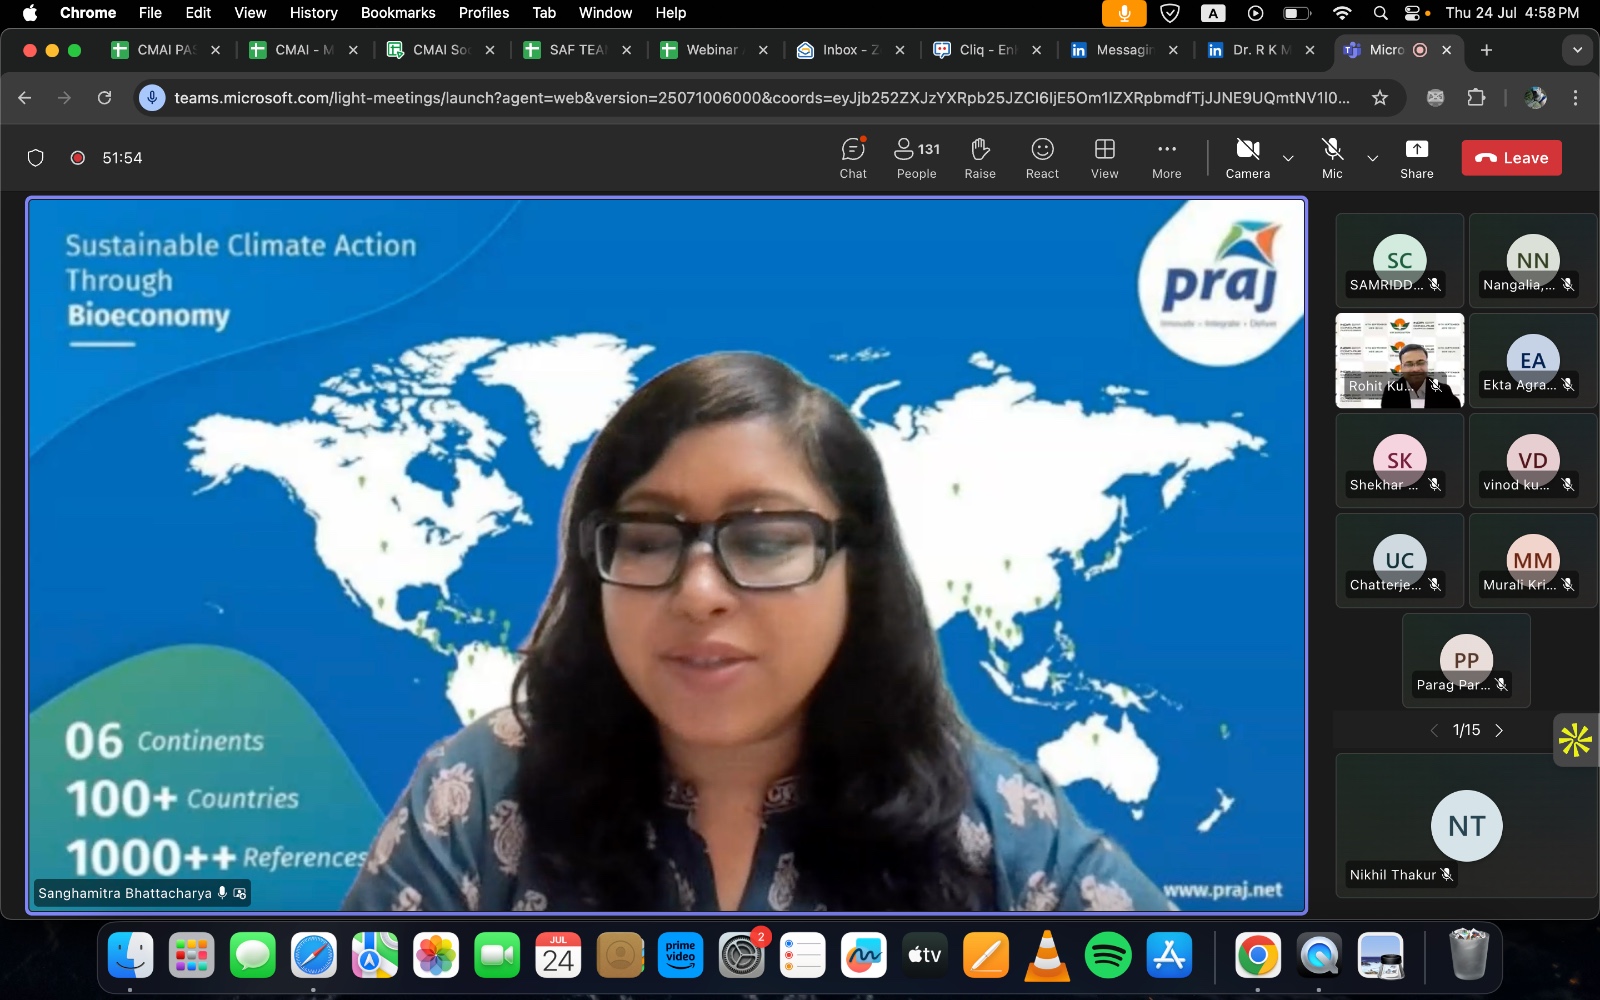 Chrome File Edit View History Bookmarks Profiles Tab Window Help A Thu 24 Jul 4:58 PM
CMAI PAS CMAI - M CMAI Soc SAF TEA Webinar Inbox - Z Cliq - En Messagin Dr. R K M Micro
teams.microsoft.com/light-meetings/launch?agent=web&version=25071006000&coords=
51:54
131
Chat People Raise React View More Camera Mic Share Leave
Sustainable Climate Action
Through
Bioeconomy
praj
Innovate • Integrate • Deliver
06 Continents
100+ Countries
1000++ References
www.praj.net
Sanghamitra Bhattacharya
SC
SAMRIDD...
NN
Nangalia,...
Rohit Ku...
EA
Ekta Agra...
SK
Shekhar ...
VD
vinod ku...
UC
Chatterje...
MM
Murali Kri...
PP
Parag Par...
1/15
NT
Nikhil Thakur
JUL
24
prime
video
2
tv